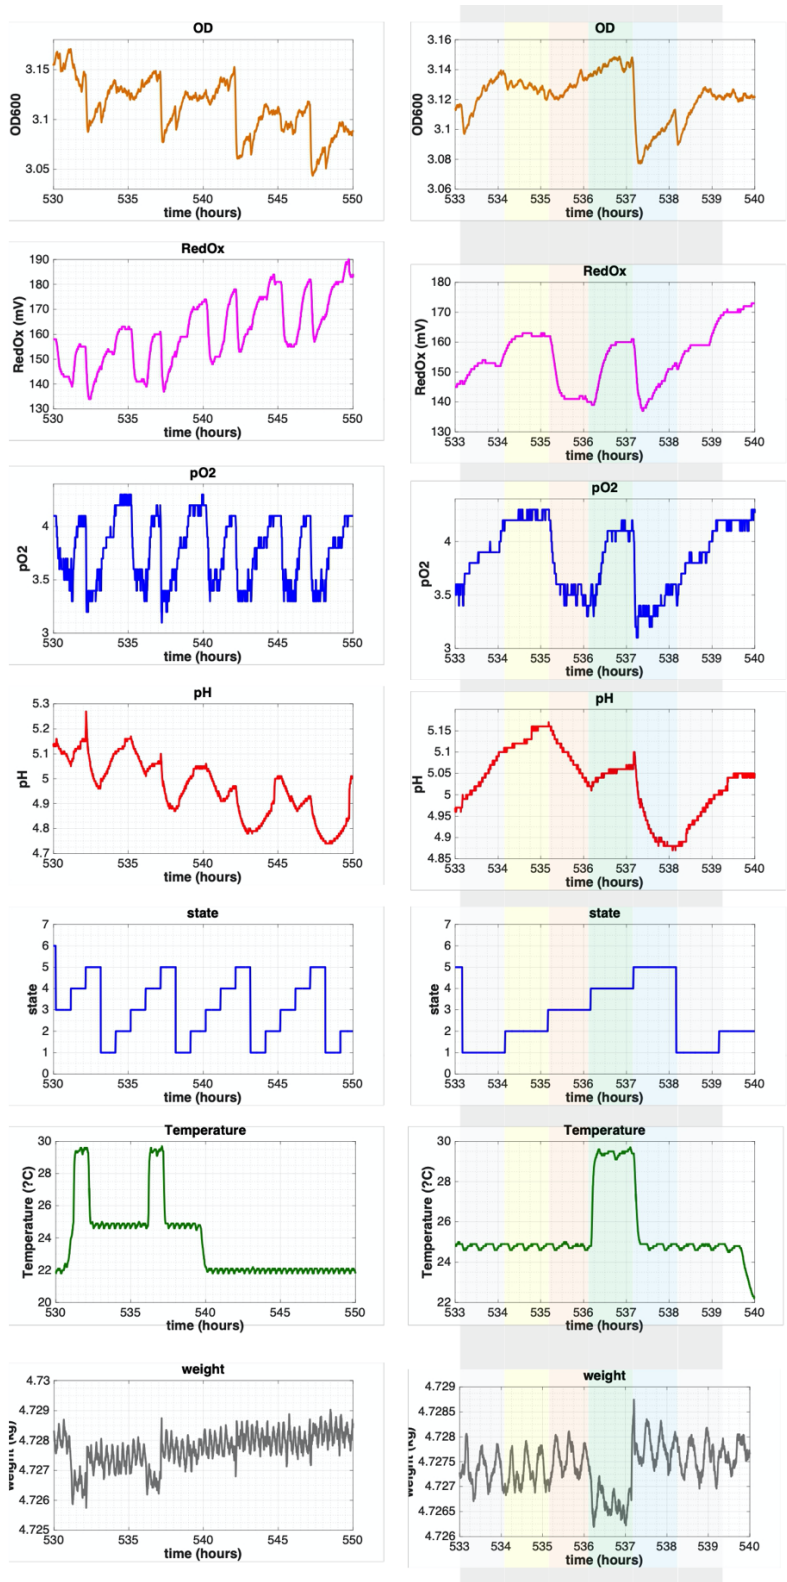 OD
3.15
3.1
3.05
OD600
530 535 540 545 550
time (hours)
OD
3.16
3.14
3.12
3.1
3.08
3.06
OD600
533 534 535 536 537 538 539 540
time (hours)
RedOx
190
180
170
160
150
140
130
RedOx (mV)
530 535 540 545 550
time (hours)
RedOx
180
170
160
150
140
130
RedOx (mV)
533 534 535 536 537 538 539 540
time (hours)
pO2
4
3.5
3
pO2
530 535 540 545 550
time (hours)
pO2
4
3.5
3
pO2
533 534 535 536 537 538 539 540
time (hours)
pH
5.3
5.2
5.1
5
4.9
4.8
4.7
pH
530 535 540 545 550
time (hours)
pH
5.15
5.1
5.05
5
4.95
4.9
4.85
pH
533 534 535 536 537 538 539 540
time (hours)
state
7
6
5
4
3
2
1
0
state
530 535 540 545 550
time (hours)
state
7
6
5
4
3
2
1
0
state
533 534 535 536 537 538 539 540
time (hours)
Temperature
30
28
26
24
22
20
Temperature (?C)
530 535 540 545 550
time (hours)
Temperature
30
28
26
24
22
Temperature (?C)
533 534 535 536 537 538 539 540
time (hours)
weight
4.73
4.729
4.728
4.727
4.726
4.725
weight (kg)
530 535 540 545 550
time (hours)
weight
4.729
4.7285
4.728
4.7275
4.727
4.7265
4.726
weight (kg)
533 534 535 536 537 538 539 540
time (hours)